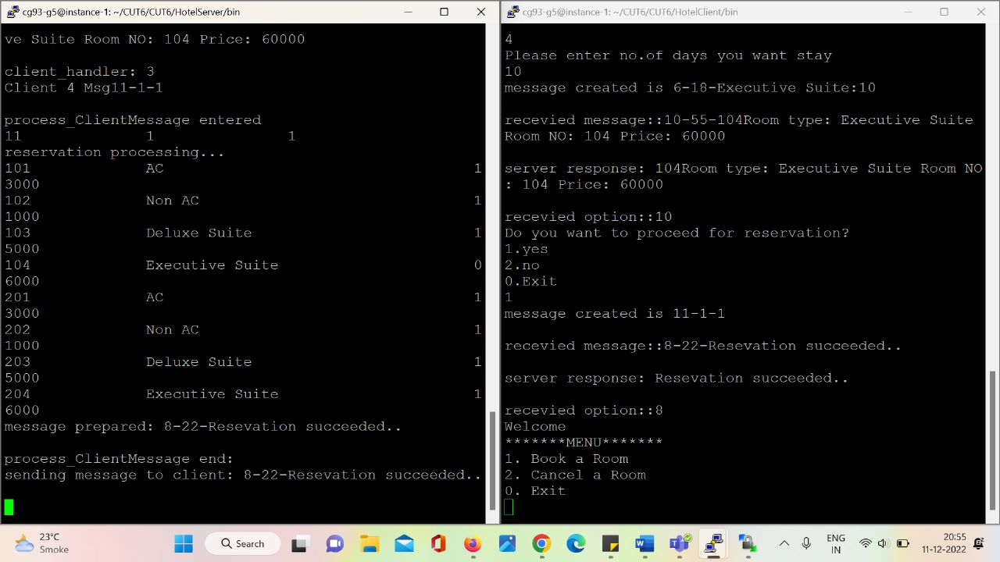 cg93-g5@instance-1: ~/CUT6/CUT6/HotelServer/bin
ve Suite Room NO: 104 Price: 60000
client_handler: 3
Client 4 Msg11-1-1
process_ClientMessage entered
11 1 1
reservation processing...
101 AC 1
3000
102 Non AC 1
1000
103 Deluxe Suite 1
5000
104 Executive Suite 0
6000
201 AC 1
3000
202 Non AC 1
1000
203 Deluxe Suite 1
5000
204 Executive Suite 1
6000
message prepared: 8-22-Resevation succeeded..
process_ClientMessage end:
sending message to client: 8-22-Resevation succeeded..
cg93-g5@instance-1: ~/CUT6/CUT6/HotelClient/bin
4
Please enter no.of days you want stay
10
message created is 6-18-Executive Suite:10
recevied message::10-55-104Room type: Executive Suite
Room NO: 104 Price: 60000
server response: 104Room type: Executive Suite Room NO
: 104 Price: 60000
recevied option::10
Do you want to proceed for reservation?
1.yes
2.no
0.Exit
1
message created is 11-1-1
recevied message::8-22-Resevation succeeded..
server response: Resevation succeeded..
recevied option::8
Welcome
*******MENU*******
1. Book a Room
2. Cancel a Room
0. Exit
23°C
Smoke
Search
ENG
IN
20:55
11-12-2022